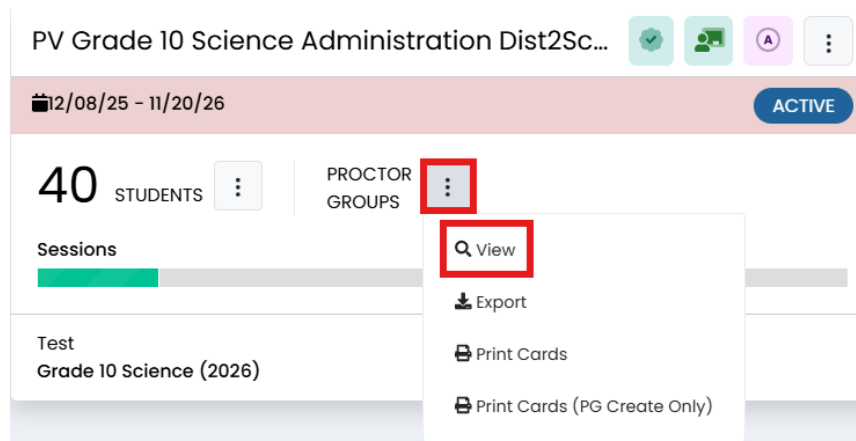 PV Grade 10 Science Administration Dist2Sc...
A
12/08/25 - 11/20/26
ACTIVE
40 STUDENTS
PROCTOR
GROUPS
Sessions
View
Export
Test
Print Cards
Grade 10 Science (2026)
Print Cards (PG Create Only)